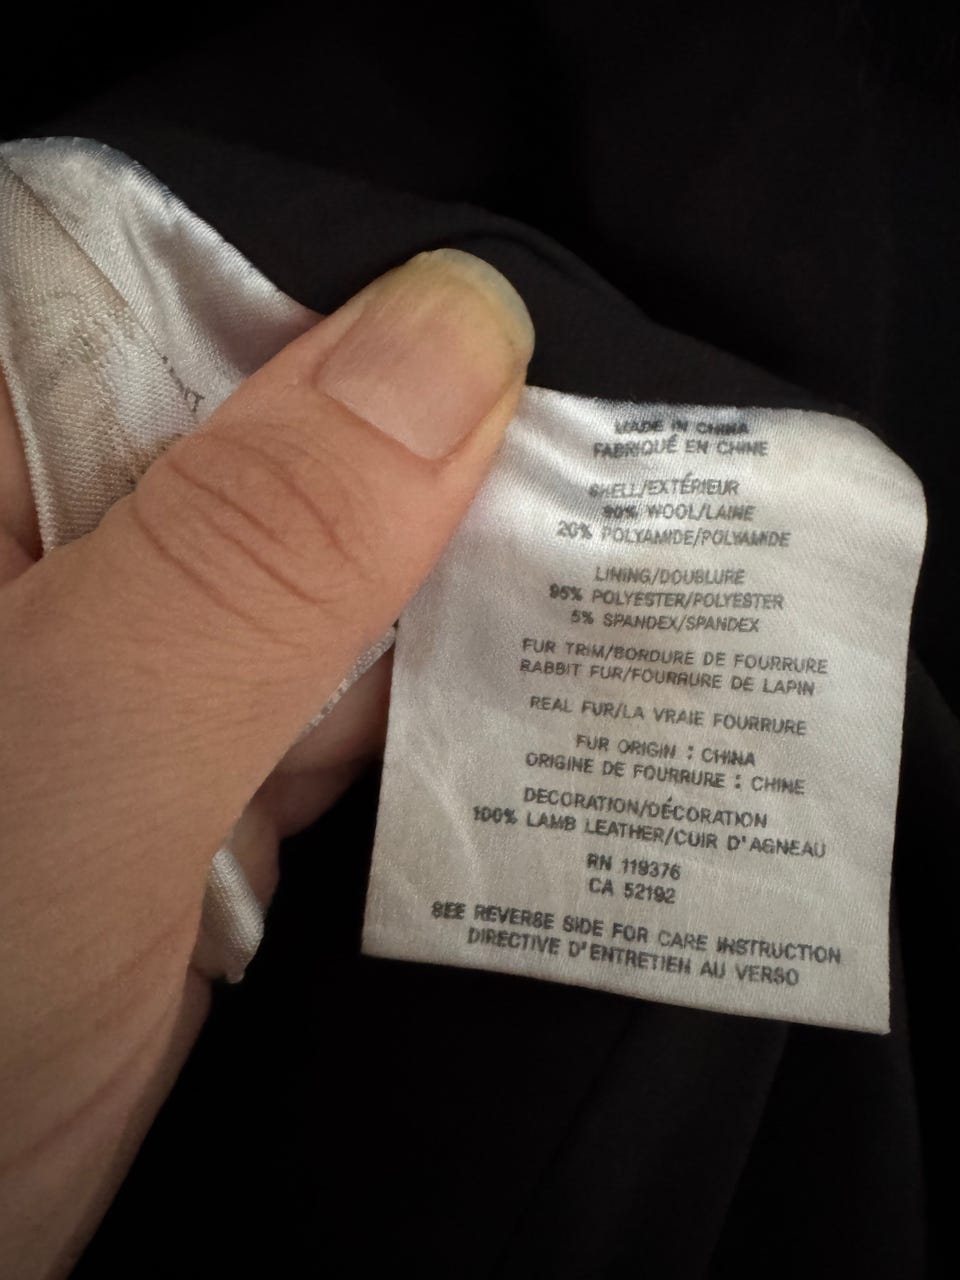 MADE IN CHINA
FABRIQUÉ EN CHINE
SHELL/EXTÉRIEUR
80% WOOL/LAINE
20% POLYAMIDE/POLYAMIDE
LINING/DOUBLURE
95% POLYESTER/POLYESTER
5% SPANDEX/SPANDEX
FUR TRIM/BORDURE DE FOURRURE
RABBIT FUR/FOURRURE DE LAPIN
REAL FUR/LA VRAIE FOURRURE
FUR ORIGIN : CHINA
ORIGINE DE FOURRURE : CHINE
DECORATION/DÉCORATION
100% LAMB LEATHER/CUIR D'AGNEAU
RN 119376
CA 52192
SEE REVERSE SIDE FOR CARE INSTRUCTION
DIRECTIVE D'ENTRETIEN AU VERSO